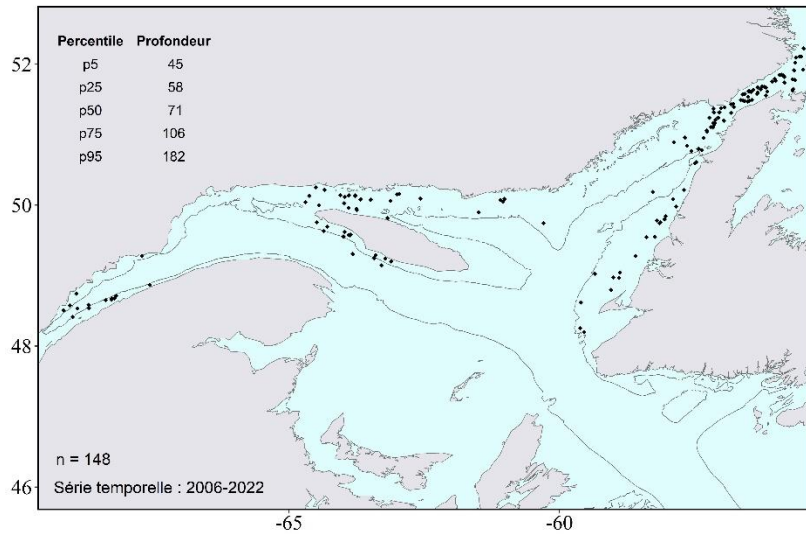 Percentile Profondeur
p5 45
p25 58
p50 71
p75 106
p95 182
52
50
48
46
n = 148
Série temporelle : 2006-2022
-65 -60